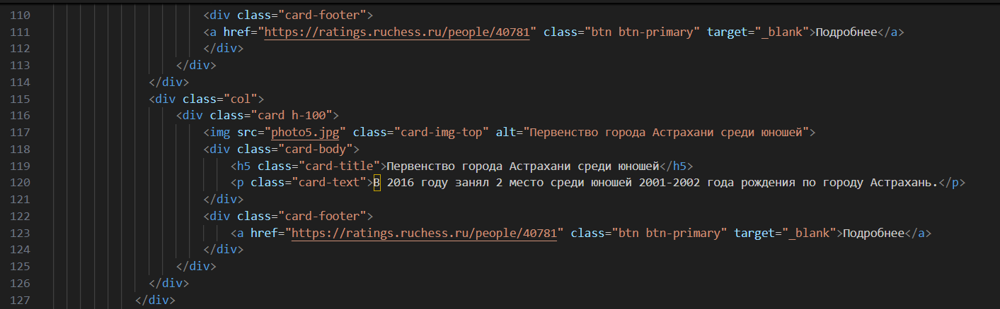 110 <div class="card-footer">
111 <a href="https://ratings.ruchess.ru/people/40781" class="btn btn-primary" target="_blank">Подробнее</a>
112 </div>
113 </div>
114 </div>
115 <div class="col">
116 <div class="card h-100">
117 <img src="photo5.jpg" class="card-img-top" alt="Первенство города Астрахани среди юношей">
118 <div class="card-body">
119 <h5 class="card-title">Первенство города Астрахани среди юношей</h5>
120 <p class="card-text">В 2016 году занял 2 место среди юношей 2001-2002 года рождения по городу Астрахань.</p>
121 </div>
122 <div class="card-footer">
123 <a href="https://ratings.ruchess.ru/people/40781" class="btn btn-primary" target="_blank">Подробнее</a>
124 </div>
125 </div>
126 </div>
127 </div>